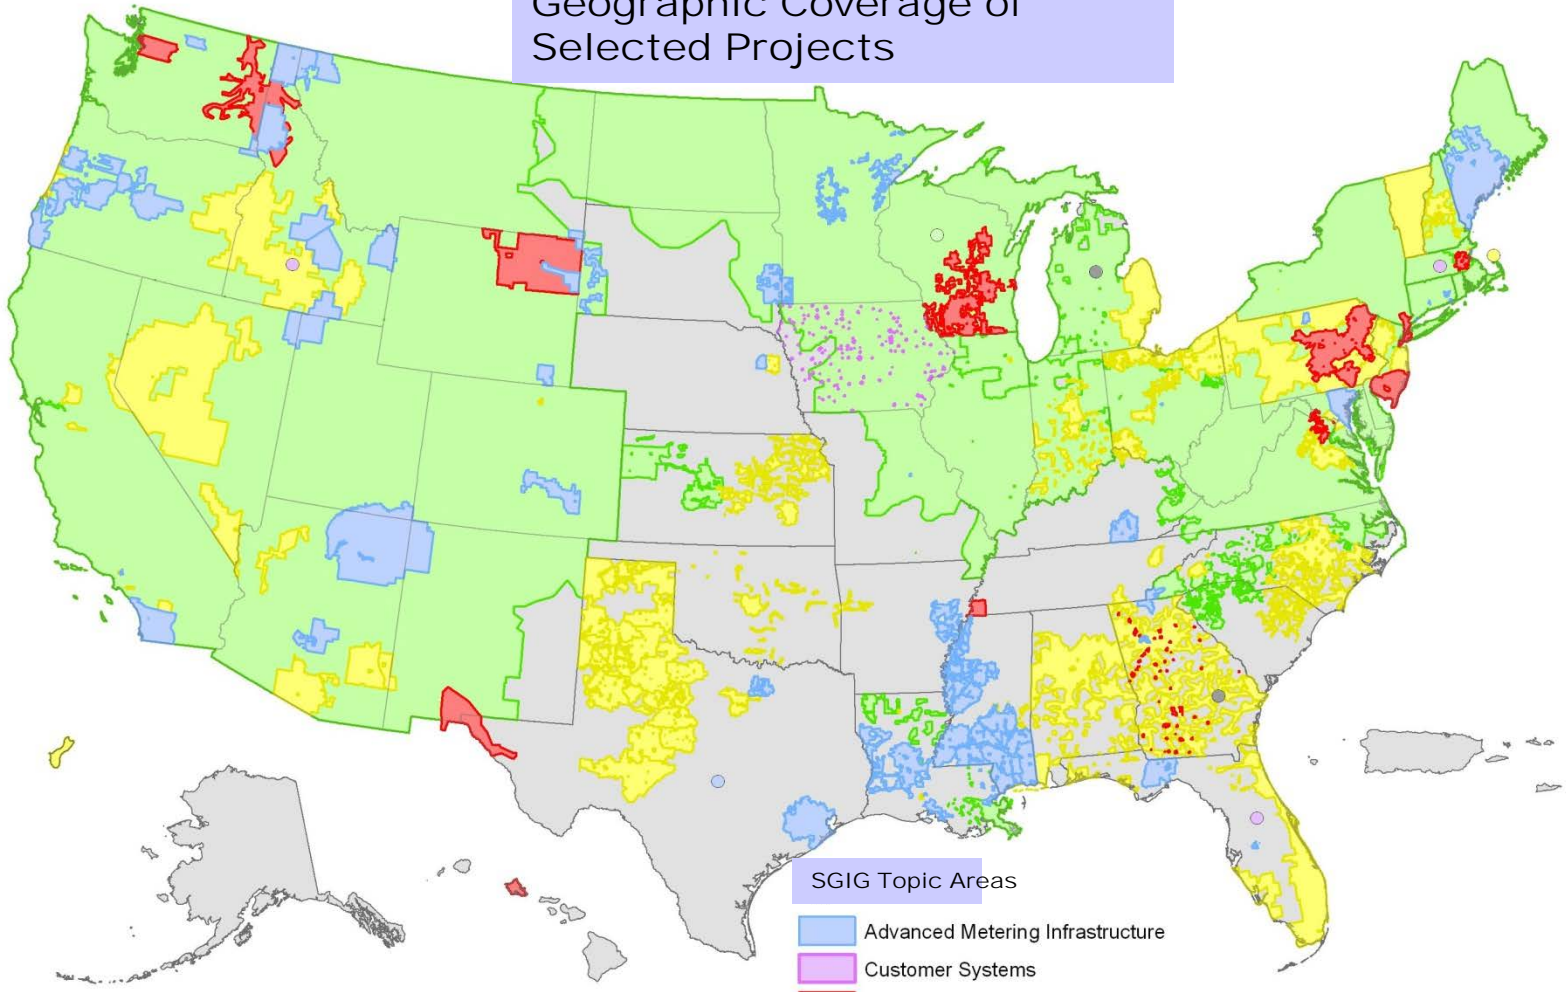 Geographic Coverage of
Selected Projects
SGIG Topic Areas
Advanced Metering Infrastructure
Customer Systems